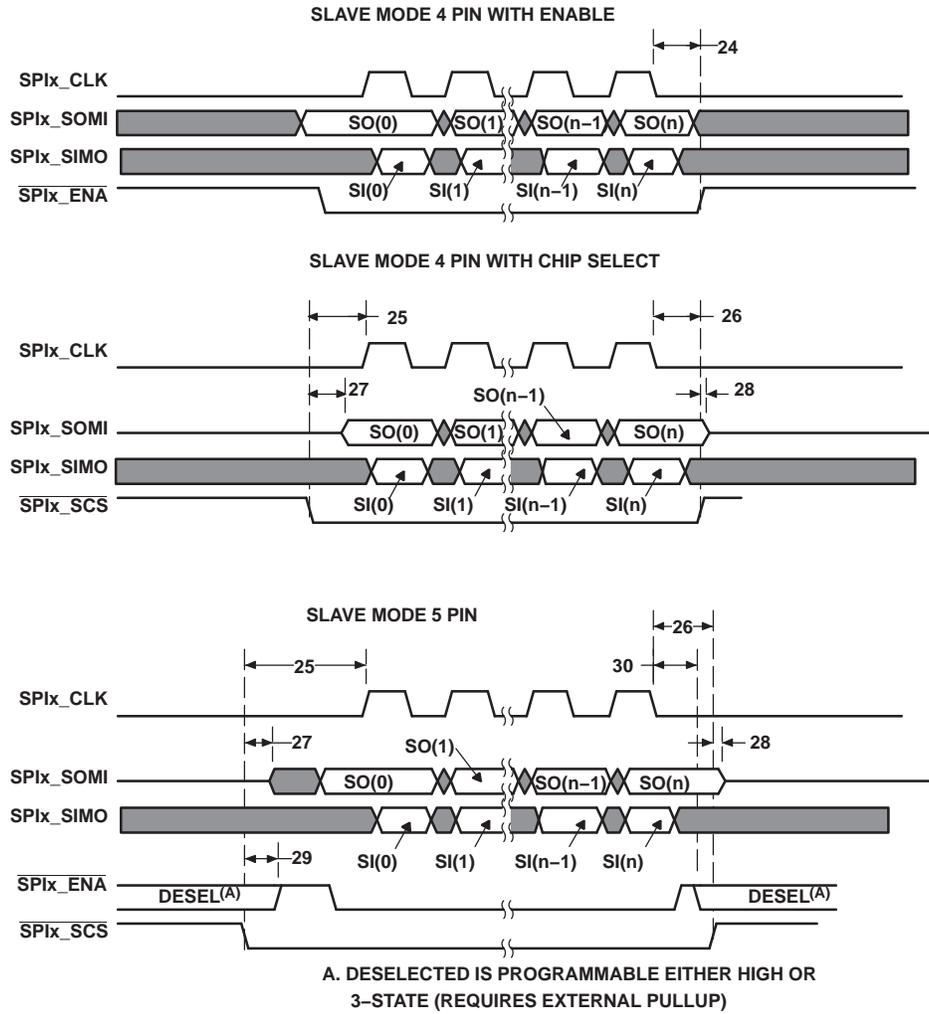 SLAVE MODE 4 PIN WITH ENABLE
24
SPIx_CLK
SPIx_SOMI
SO(0) SO(1) SO(n−1 SO(n)
SPIx_SIMO
SI(0) SI(1) SI(n−1) SI(n)
SPIx_ENA
SLAVE MODE 4 PIN WITH CHIP SELECT
25 26
SPIx_CLK
27 SO(n−1) 28
SPIx_SOMI
SO(0) SO(1) SO(n)
SPIx_SIMO
SI(0) SI(1) SI(n−1) SI(n)
SPIx_SCS
SLAVE MODE 5 PIN
26
25 30
SPIx_CLK
27 SO(1) 28
SPIx_SOMI
SO(0) SO(n−1) SO(n)
SPIx_SIMO
29 SI(0) SI(1) SI(n−1) SI(n)
SPIx_ENA
DESEL(A) DESEL(A)
SPIx_SCS
A. DESELECTED IS PROGRAMMABLE EITHER HIGH OR
3−STATE (REQUIRES EXTERNAL PULLUP)